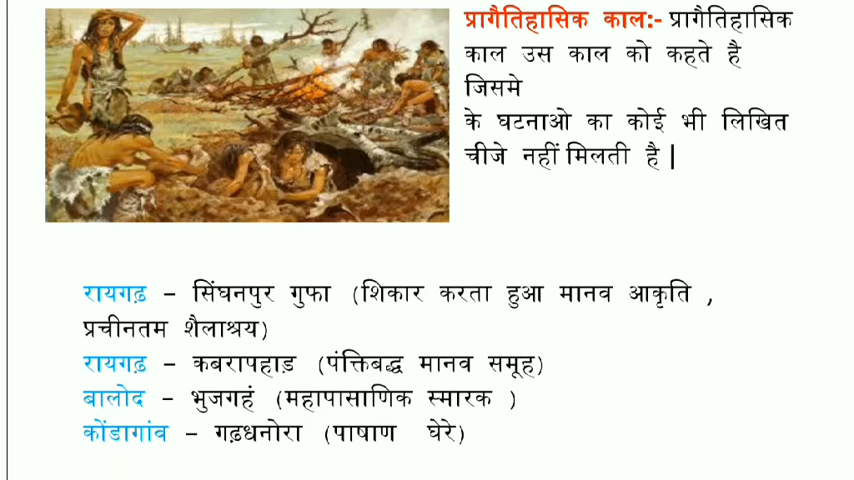 प्रागैतिहासिक काल:- प्रागैतिहासिक
काल उस काल को कहते है
जिसमे
के घटनाओ का कोई भी लिखित
चीजे नहीं मिलती है |
रायगढ़ – सिंघनपुर गुफा (शिकार करता हुआ मानव आकृति ,
प्रचीनतम शैलाश्रय)
रायगढ़ – कबरापहाड़ (पंक्तिबद्ध मानव समूह)
बालोद – भुजगहं (महापासाणिक स्मारक )
कोंडागांव – गढ़धनोरा (पाषाण घेरे)